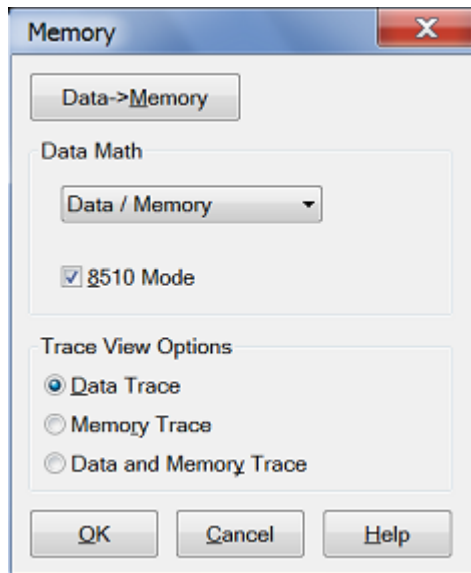 Memory
Data->Memory
Data Math
Data / Memory
8510 Mode
Trace View Options
Data Trace
Memory Trace
Data and Memory Trace
OK Cancel Help